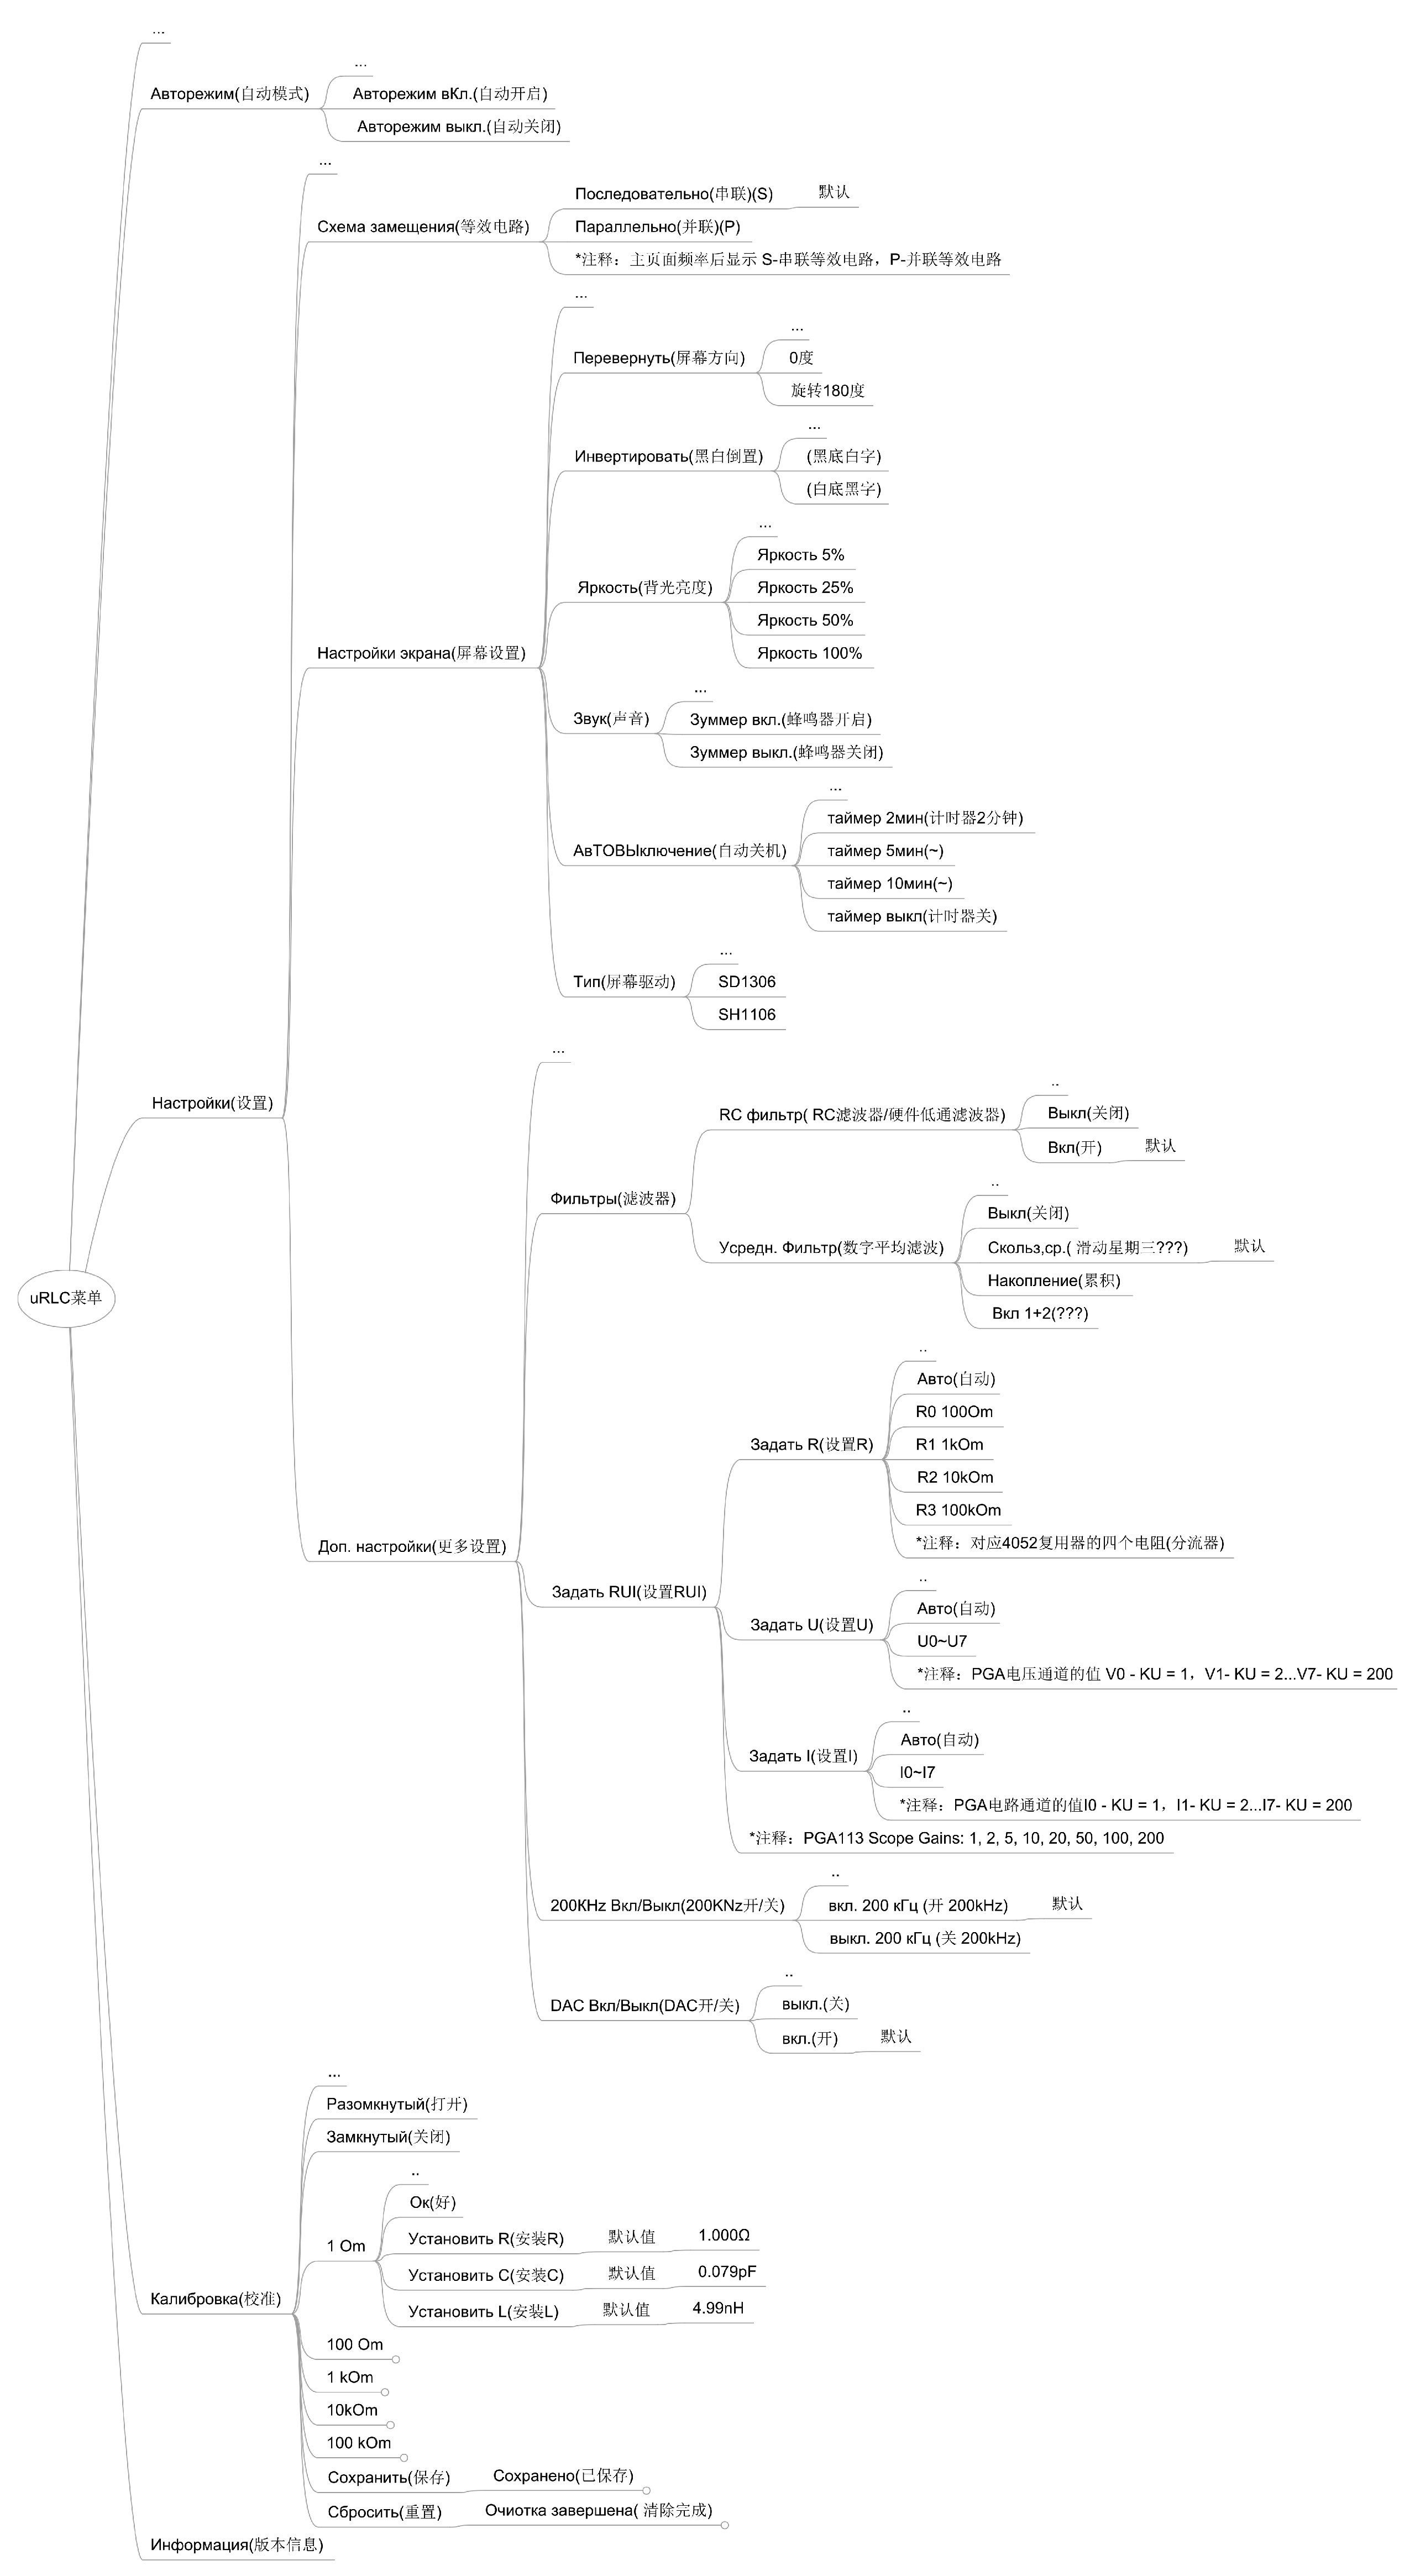 ...
Авторежим(自动模式)
...
Авторежим вКл.(自动开启)
Авторежим выкл.(自动关闭)
...
Схема замещения(等效电路)
Последовательно(串联)(S)
默认
Параллельно(并联)(P)
*注释：主页面频率后显示 S-串联等效电路，P-并联等效电路
Настройки экрана(屏幕设置)
...
Перевернуть(屏幕方向)
...
0度
旋转180度
Инвертировать(黑白倒置)
...
(黑底白字)
(白底黑字)
Яркость(背光亮度)
...
Яркость 5%
Яркость 25%
Яркость 50%
Яркость 100%
Звук(声音)
...
Зуммер вкл.(蜂鸣器开启)
Зуммер выкл.(蜂鸣器关闭)
АвТОВЫключение(自动关机)
...
таймер 2мин(计时器2分钟)
таймер 5мин(~)
таймер 10мин(~)
таймер выкл(计时器关)
Тип(屏幕驱动)
...
SD1306
SH1106
Настройки(设置)
Доп. настройки(更多设置)
...
Фильтры(滤波器)
RC фильтр( RC滤波器/硬件低通滤波器)
..
Выкл(关闭)
Вкл(开)
默认
Усредн. Фильтр(数字平均滤波)
..
Выкл(关闭)
Скольз,ср.( 滑动星期三???)
默认
Накопление(累积)
Вкл 1+2(???)
uRLC菜单
Задать RUI(设置RUI)
Задать R(设置R)
..
Авто(自动)
R0 100Om
R1 1kOm
R2 10kOm
R3 100kOm
*注释：对应4052复用器的四个电阻(分流器)
Задать U(设置U)
..
Авто(自动)
U0~U7
*注释：PGA电压通道的值 V0 - KU = 1，V1- KU = 2...V7- KU = 200
Задать I(设置I)
..
Авто(自动)
I0~I7
*注释：PGA电路通道的值I0 - KU = 1，I1- KU = 2...I7- KU = 200
*注释：PGA113 Scope Gains: 1, 2, 5, 10, 20, 50, 100, 200
200KHz Вкл/Выкл(200KNz开/关)
..
вкл. 200 кГц (开 200kHz)
默认
выкл. 200 кГц (关 200kHz)
DAC Вкл/Выкл(DAC开/关)
..
выкл.(关)
вкл.(开)
默认
Калибровка(校准)
...
Разомкнутый(打开)
Замкнутый(关闭)
1 Om
..
Ок(好)
Установить R(安装R)
默认值
1.000Ω
Установить C(安装C)
默认值
0.079pF
Установить L(安装L)
默认值
4.99nH
100 Om
1 kOm
10kOm
100 kOm
Сохранить(保存)
Сохранено(已保存)
Сбросить(重置)
Очиотка завершена( 清除完成)
Информация(版本信息)